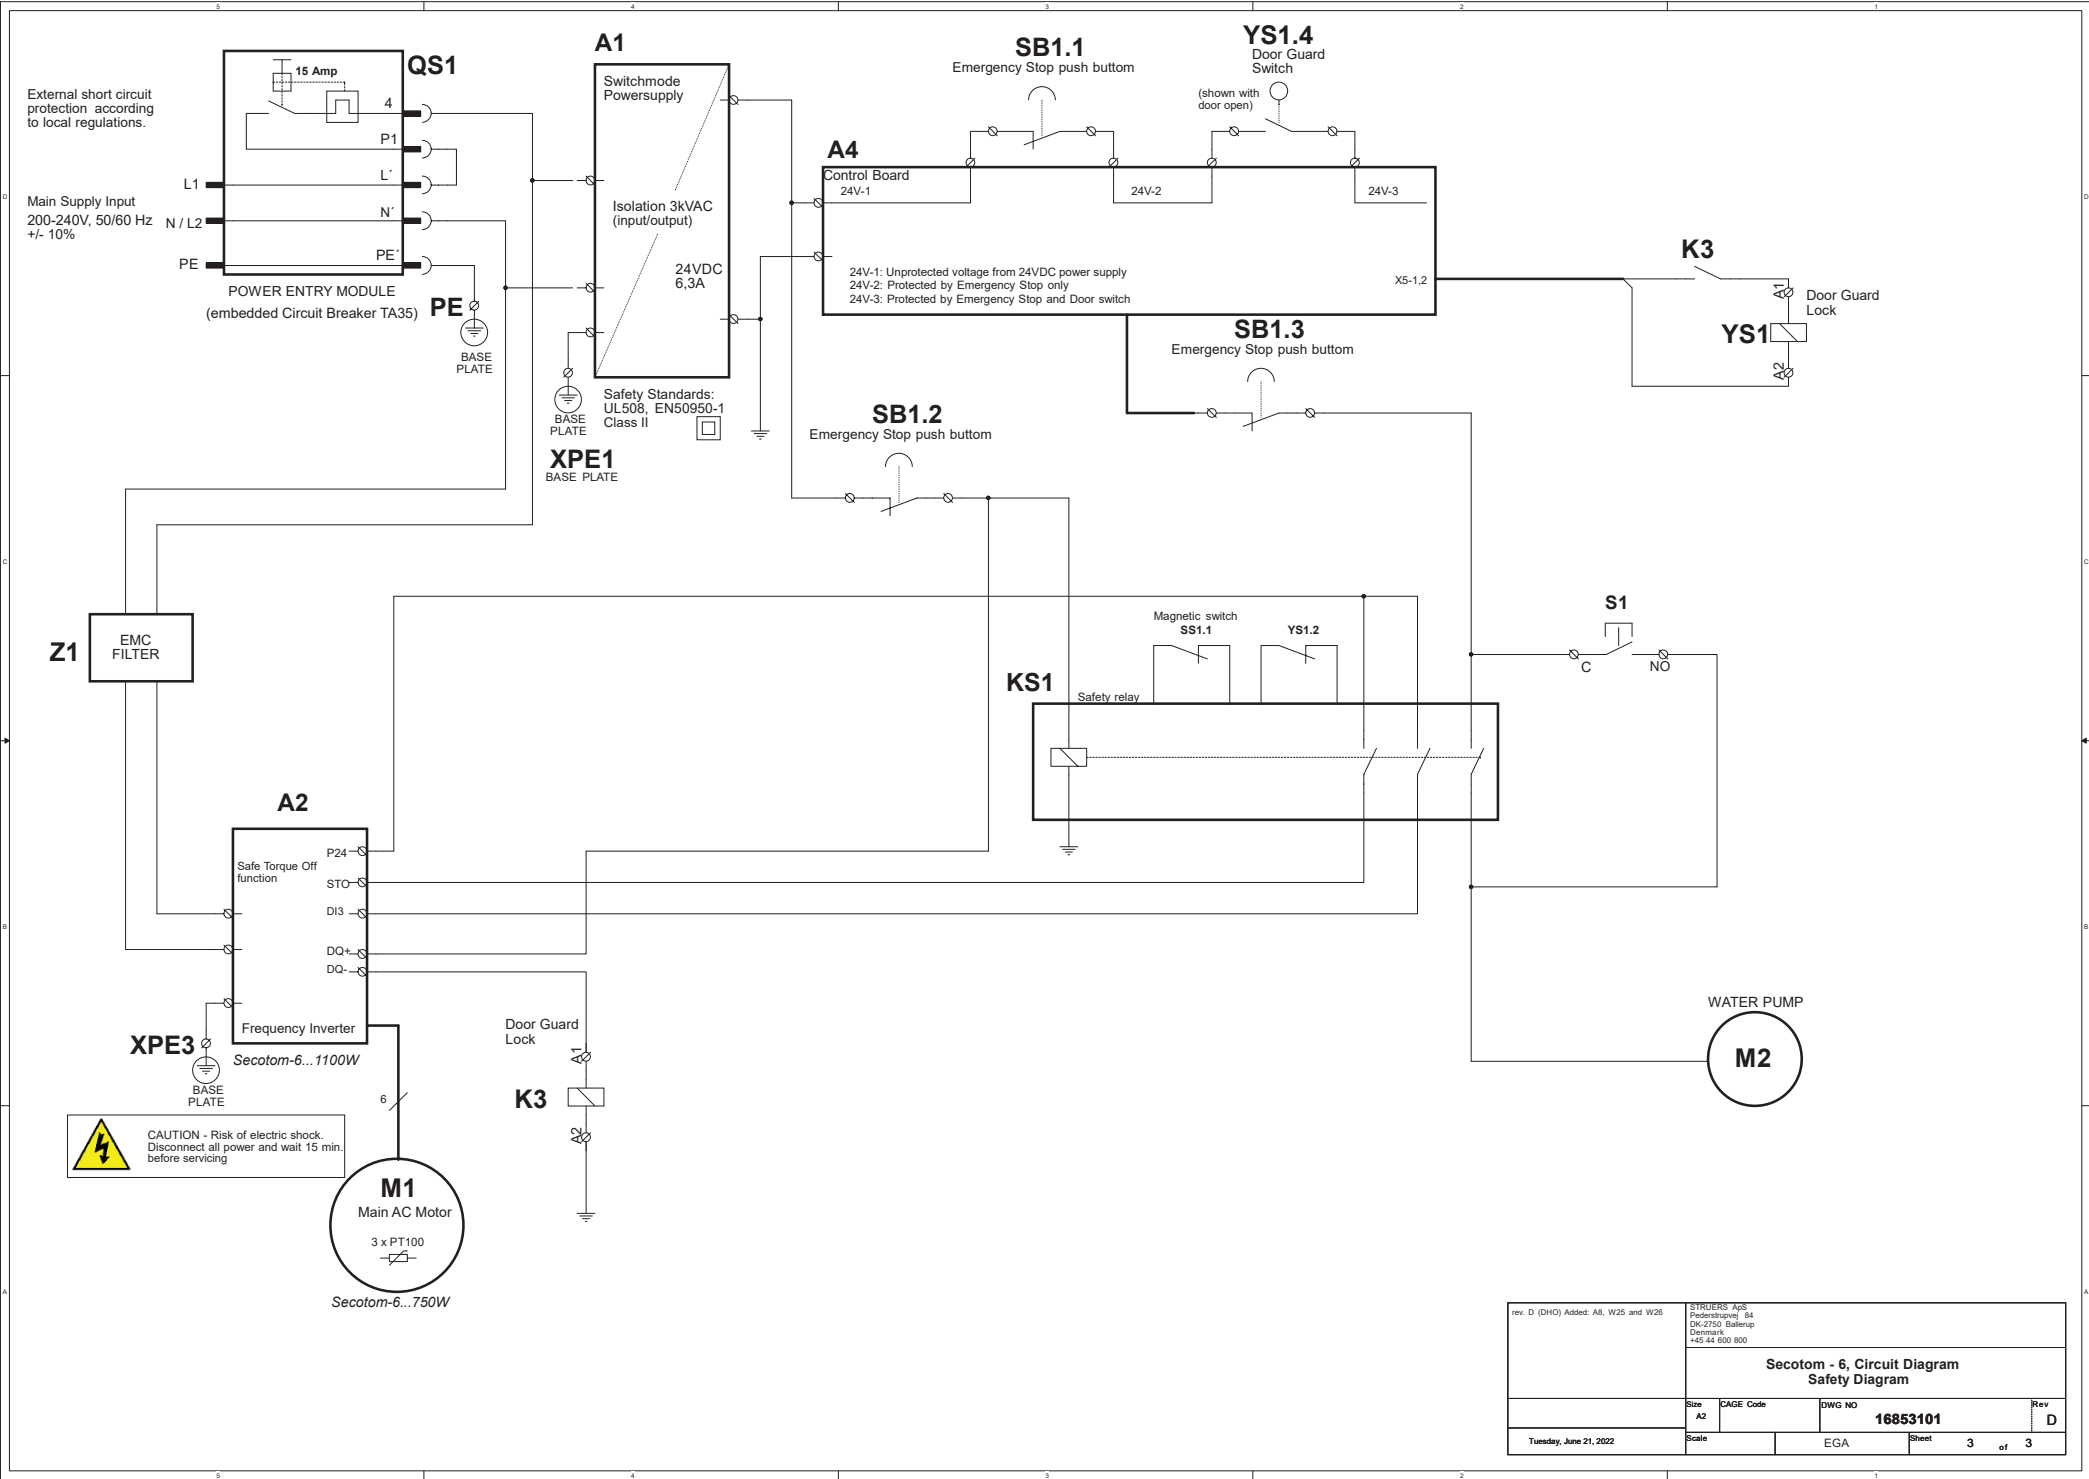 5
4
3
2
1
A1
SB1.1
Emergency Stop push buttom
YS1.4
Door Guard
Switch
(shown with
door open)
QS1
15 Amp
External short circuit
protection according
to local regulations.
4
P1
L´
L1
Main Supply Input
200-240V, 50/60 Hz
+/- 10%
N / L2
N´
PE
PE´
POWER ENTRY MODULE
(embedded Circuit Breaker TA35)
PE
BASE
PLATE
Switchmode
Powersupply
Isolation 3kVAC
(input/output)
24VDC
6,3A
Safety Standards:
UL508, EN50950-1
Class II
BASE
PLATE
XPE1
BASE PLATE
A4
Control Board
24V-1
24V-2
24V-3
24V-1: Unprotected voltage from 24VDC power supply
24V-2: Protected by Emergency Stop only
24V-3: Protected by Emergency Stop and Door switch
X5-1,2
K3
A1
Door Guard
Lock
YS1
A2
SB1.3
Emergency Stop push buttom
SB1.2
Emergency Stop push buttom
D
D
C
C
Z1
EMC
FILTER
Magnetic switch
SS1.1
YS1.2
S1
C
NO
KS1
Safety relay
A2
P24
Safe Torque Off
function
STO
DI3
DQ+
DQ-
Frequency Inverter
Secotom-6...1100W
XPE3
BASE
PLATE
B
B
6
Door Guard
Lock
A1
K3
A2
WATER PUMP
M2
CAUTION - Risk of electric shock.
Disconnect all power and wait 15 min.
before servicing
M1
Main AC Motor
3 x PT100
Secotom-6...750W
A
A
rev. D (DHO) Added: A8, W25 and W26
STRUERS ApS
Pederstrupvej 84
DK-2750 Ballerup
Denmark
+45 44 600 800
Secotom - 6, Circuit Diagram
Safety Diagram
Size
A2
CAGE Code
DWG NO
16853101
Rev
D
Tuesday, June 21, 2022
Scale
EGA
Sheet
3 of 3
5
4
3
2
1